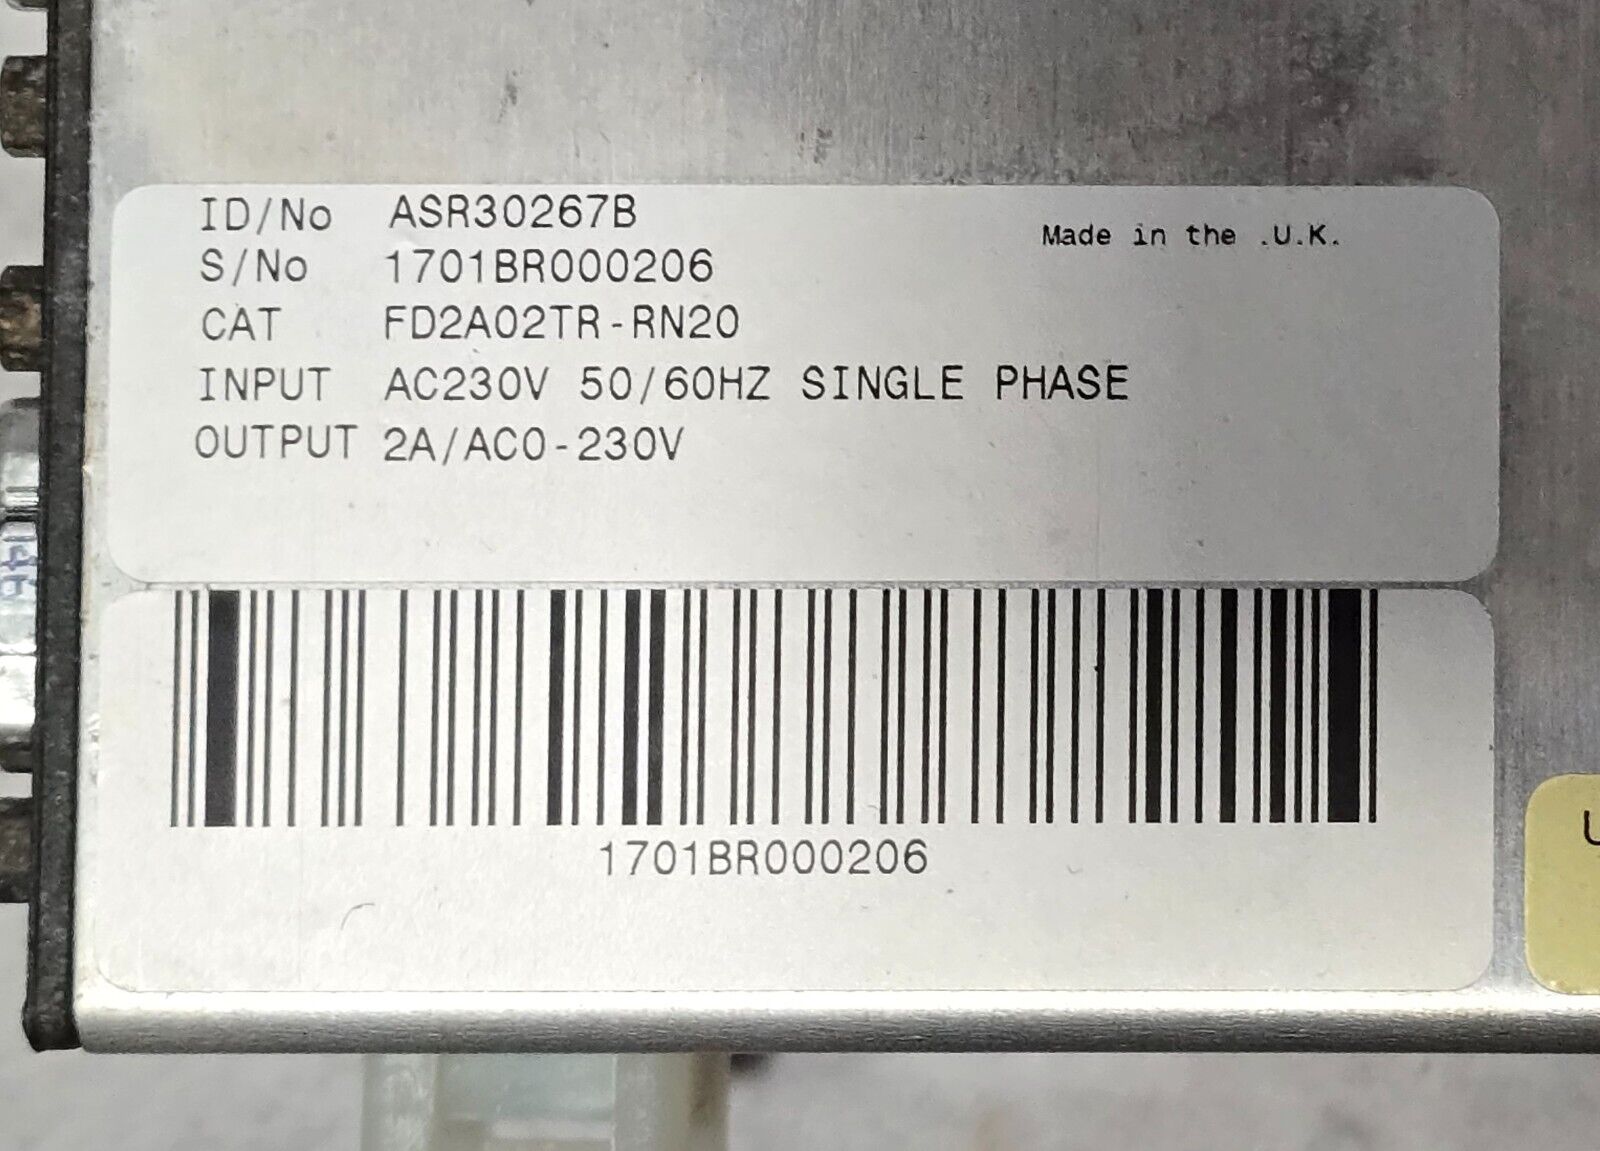 ID/No ASR30267B
Made in the .U.K.
S/No 1701BR000206
CAT FD2A02TR-RN20
INPUT AC230V 50/60HZ SINGLE PHASE
OUTPUT 2A/AC0-230V
1701BR000206